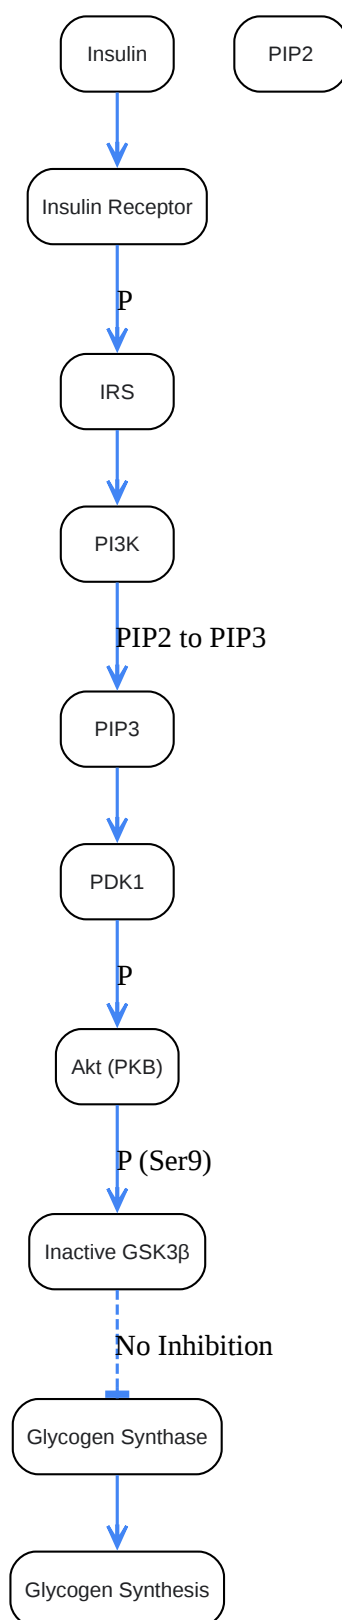 Insulin
PIP2
Insulin Receptor
P
IRS
PI3K
PIP2 to PIP3
PIP3
PDK1
P
Akt (PKB)
P (Ser9)
Inactive GSK3β
No Inhibition
Glycogen Synthase
Glycogen Synthesis